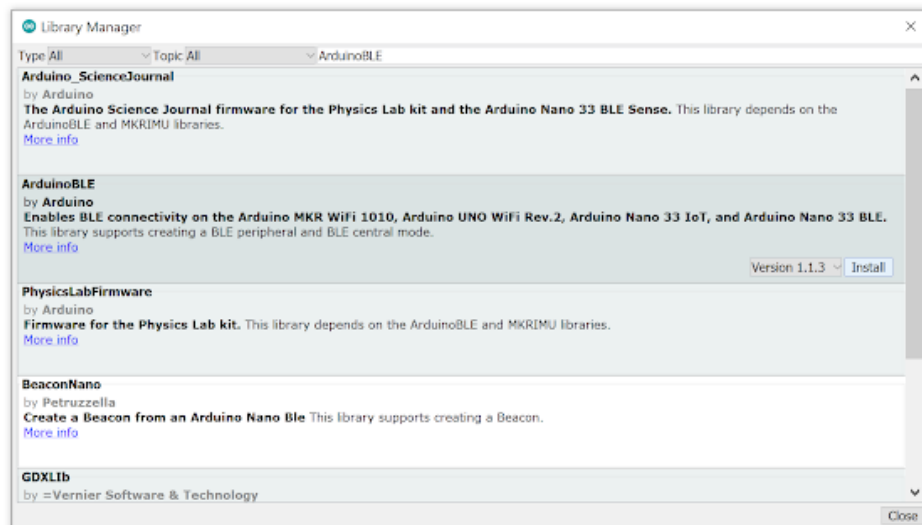 Library Manager
Type All Topic All ArduinoBLE
Arduino_ScienceJournal
by Arduino
The Arduino Science Journal firmware for the Physics Lab kit and the Arduino Nano 33 BLE Sense. This library depends on the
ArduinoBLE and MKRIMU libraries.
More info
ArduinoBLE
by Arduino
Enables BLE connectivity on the Arduino MKR WiFi 1010, Arduino UNO WiFi Rev.2, Arduino Nano 33 IoT, and Arduino Nano 33 BLE.
This library supports creating a BLE peripheral and BLE central mode.
More info
Version 1.1.3 Install
PhysicsLabFirmware
by Arduino
Firmware for the Physics Lab kit. This library depends on the ArduinoBLE and MKRIMU libraries.
More info
BeaconNano
by Petruzzella
Create a Beacon from an Arduino Nano Ble This library supports creating a Beacon.
More info
GDXLIb
by =Vernier Software & Technology
Close